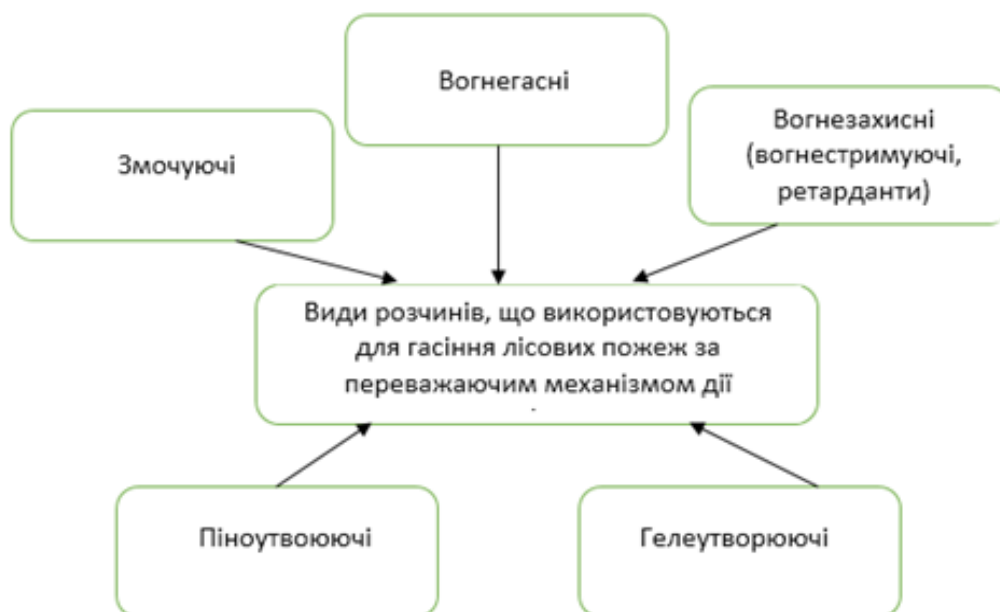 Вогнегасні
Змочуючі
Вогнезахисні
(вогнестримуючі,
ретарданти)
Види розчинів, що використовуються
для гасіння лісових пожеж за
переважаючим механізмом дії
.
Піноутвоюючі
Гелеутворюючі